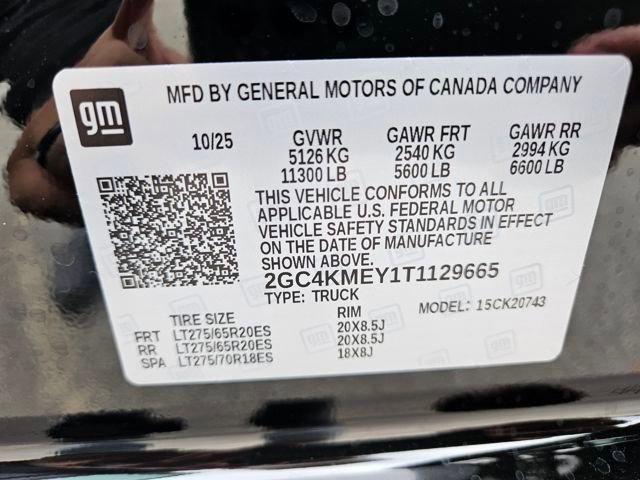 gm
MFD BY GENERAL MOTORS OF CANADA COMPANY
10/25 GVWR GAWR FRT GAWR RR
5126 KG 2540 KG 2994 KG
11300 LB 5600 LB 6600 LB
THIS VEHICLE CONFORMS TO ALL
APPLICABLE U.S. FEDERAL MOTOR
VEHICLE SAFETY STANDARDS IN EFFECT
ON THE DATE OF MANUFACTURE
SHOWN ABOVE.
2GC4KMEY1T1129665
TYPE: TRUCK MODEL: 15CK20743
TIRE SIZE RIM
FRT LT275/65R20ES 20X8.5J
RR LT275/65R20ES 20X8.5J
SPA LT275/70R18ES 18X8J